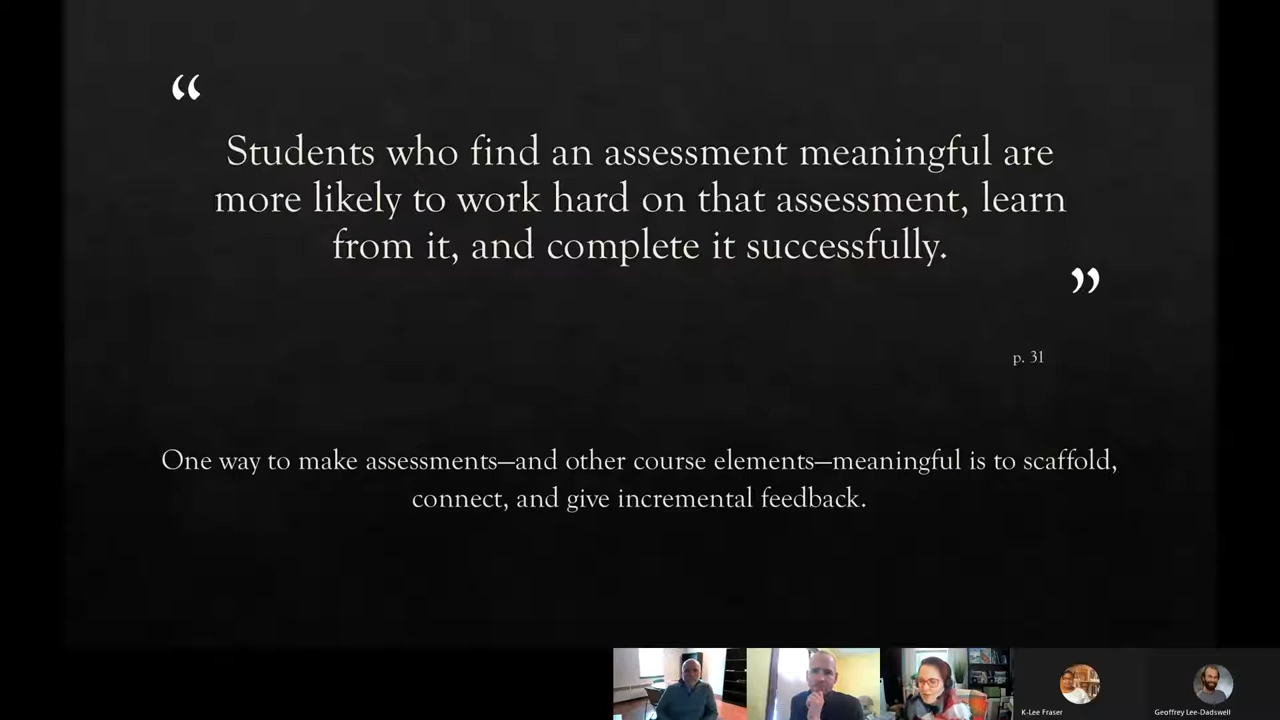 “
Students who find an assessment meaningful are
more likely to work hard on that assessment, learn
from it, and complete it successfully.
”
p. 31
One way to make assessments—and other course elements—meaningful is to scaffold,
connect, and give incremental feedback.
K-Lee Fraser
Geoffrey Lee-Dadswell